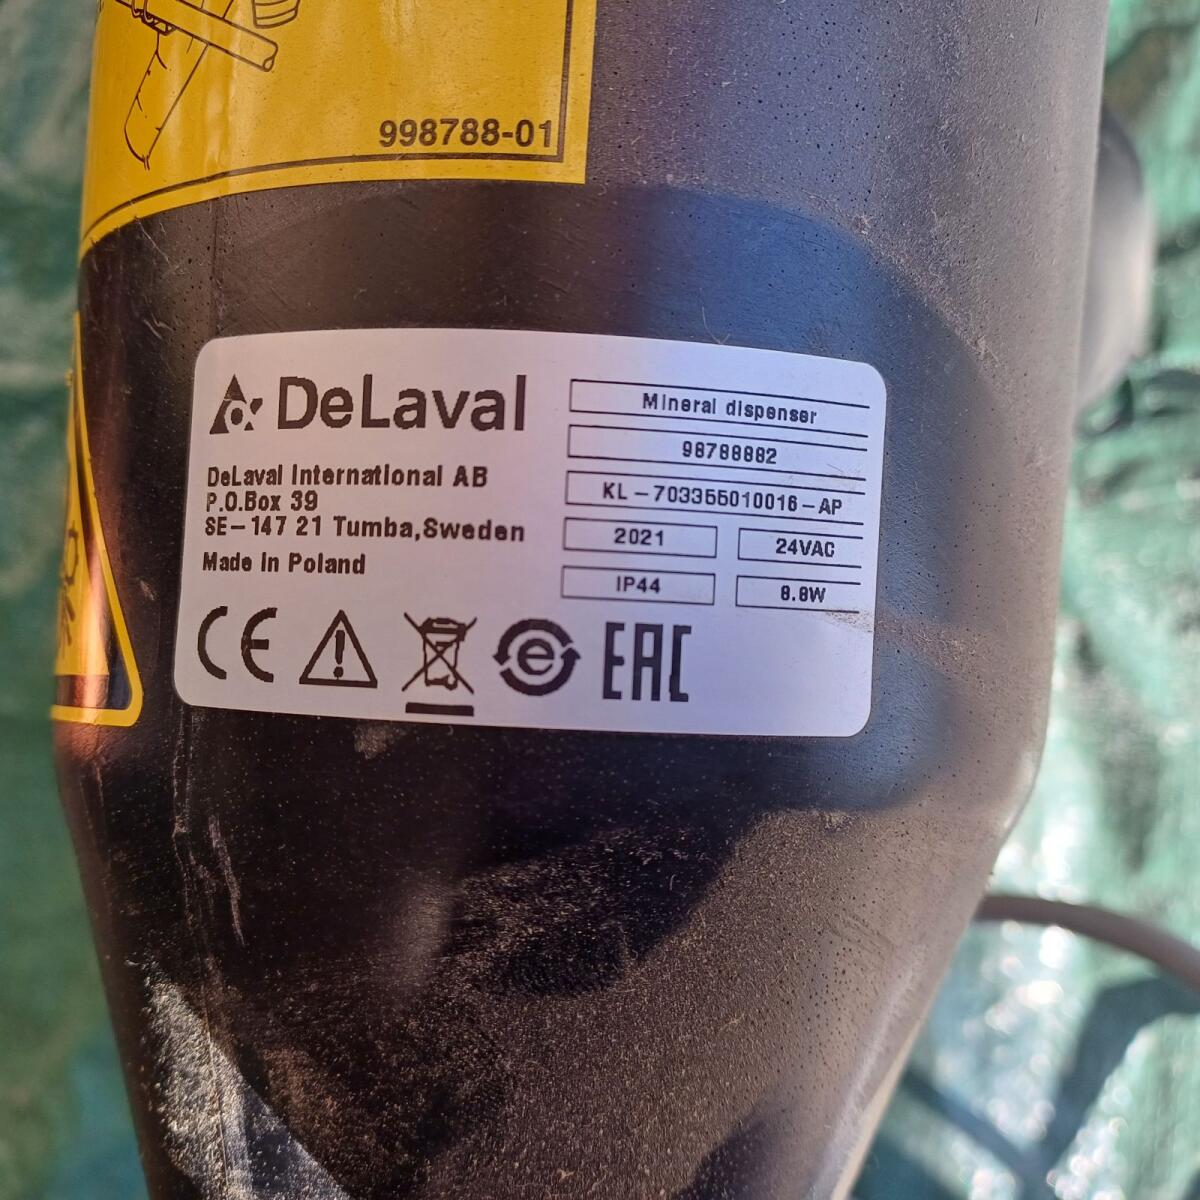 998788-01
DeLaval
DeLaval International AB
P.O.Box 39
SE-147 21 Tumba,Sweden
Made in Poland
Mineral dispenser
98788882
KL-703355010016-AP
2021
24VAC
IP44
8.8W
CE
e
EAC